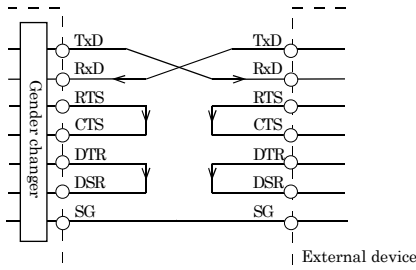 TxD TxD
RxD RxD
RTS RTS
CTS CTS
DTR DTR
DSR DSR
SG SG
Gender changer
External device